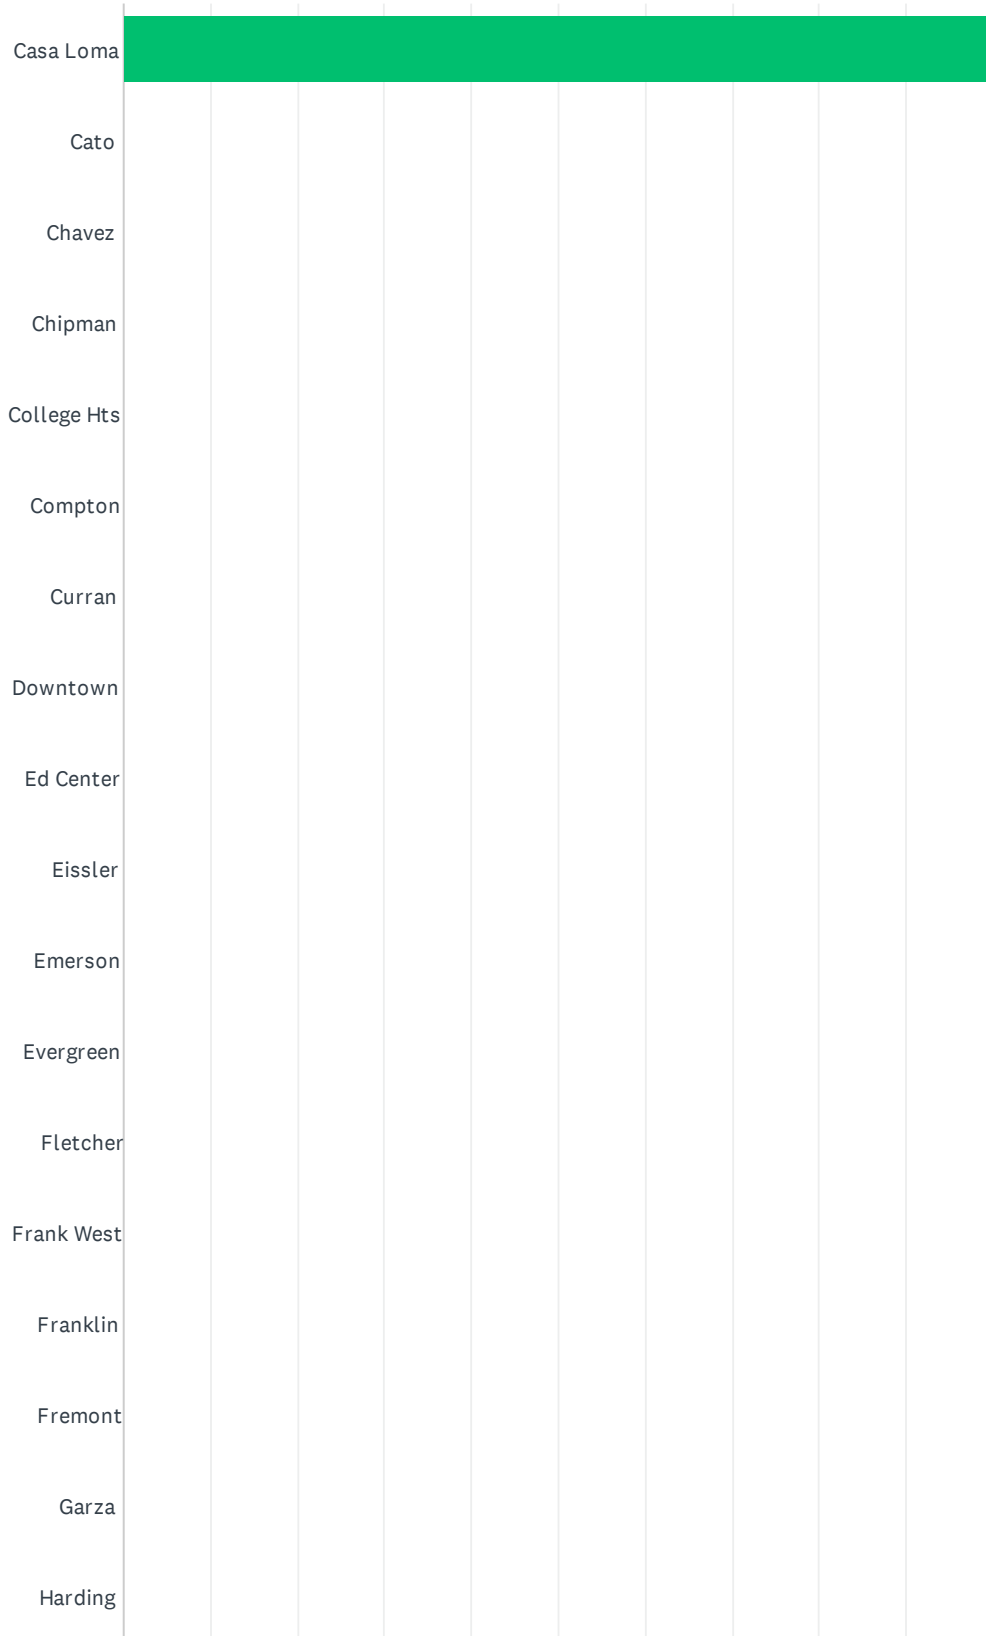 Casa Loma
Cato
Chavez
Chipman
College Hts
Compton
Curran
Downtown
Ed Center
Eissler
Emerson
Evergreen
Fletcher
Frank West
Franklin
Fremont
Garza
Harding